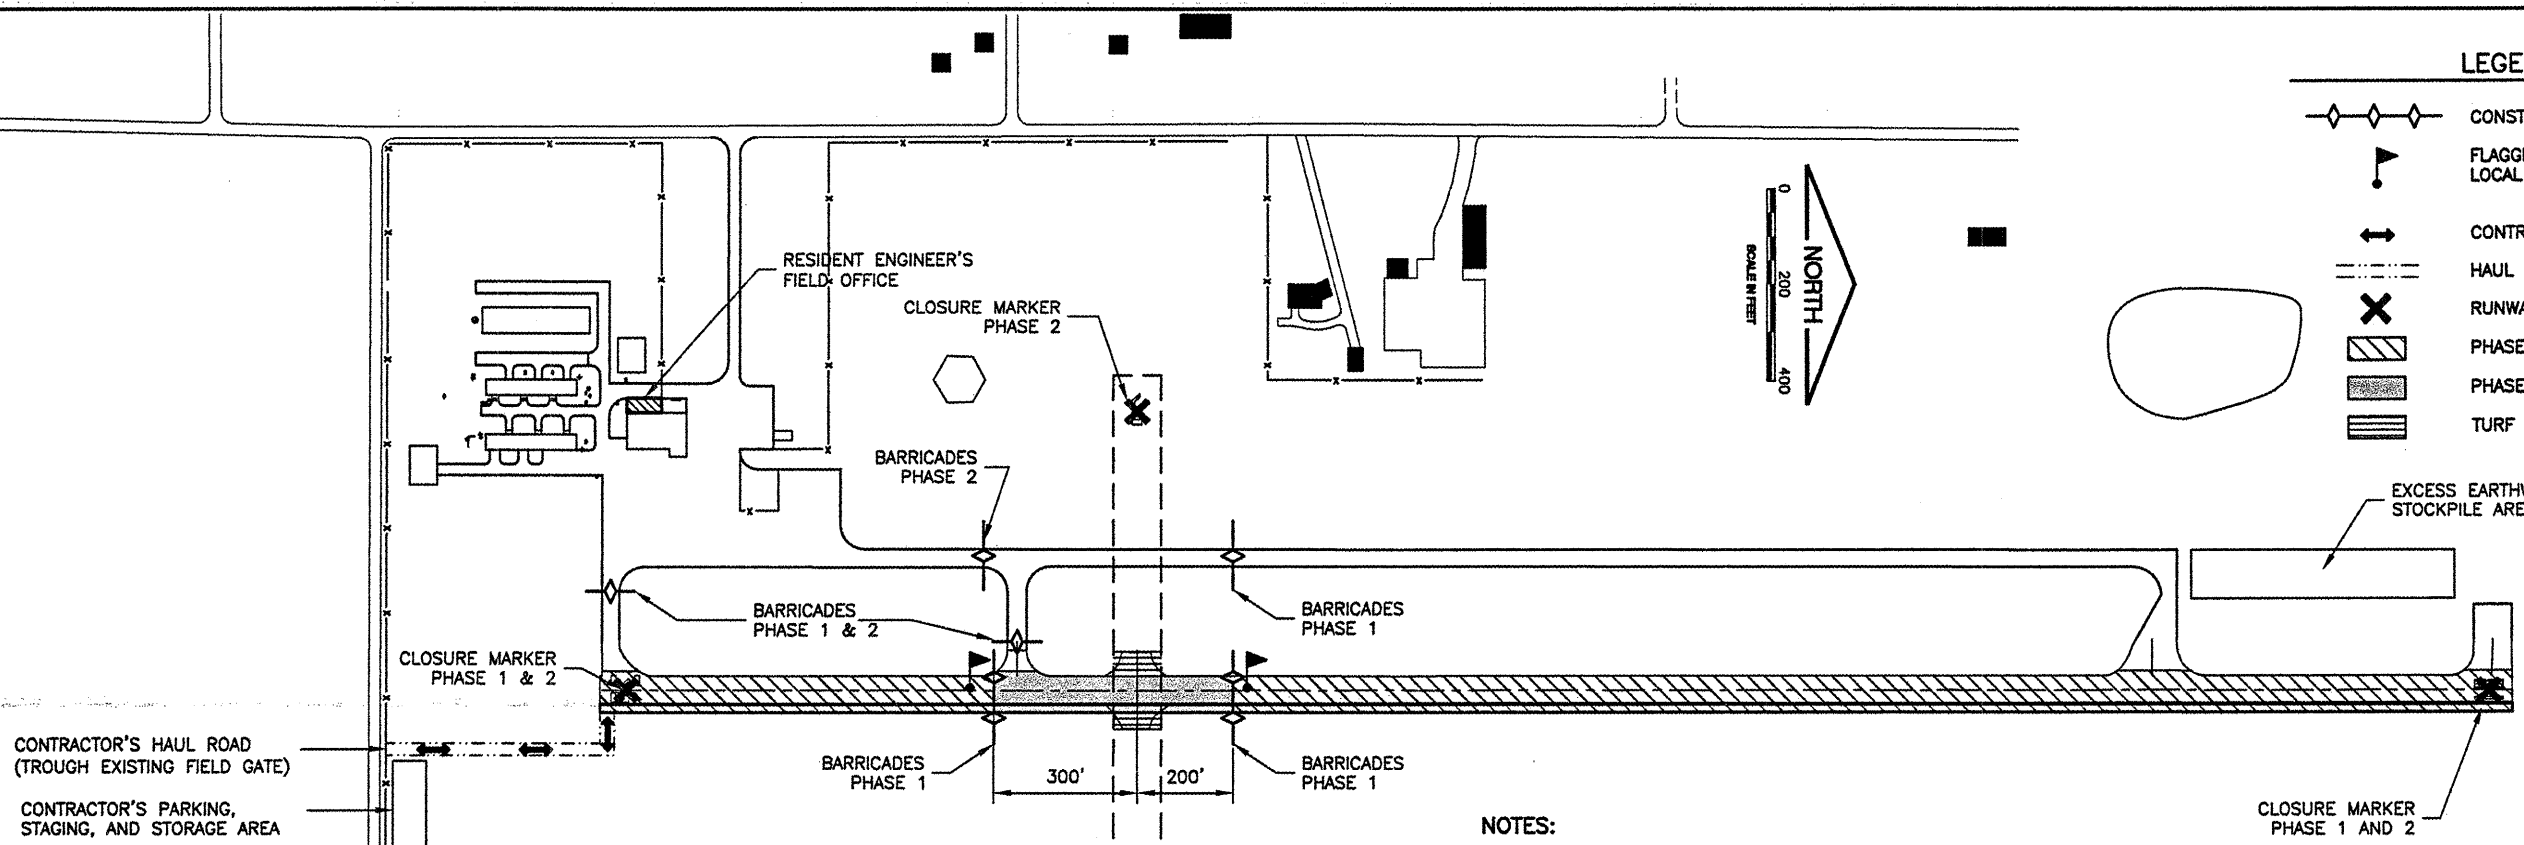 LEGE
CONST
FLAGG
LOCAL
CONTR
HAUL
RUNWA
PHASE
PHASE
TURF
NORTH
0
200
400
SCALE IN FEET
RESIDENT ENGINEER'S
FIELD OFFICE
CLOSURE MARKER
PHASE 2
BARRICADES
PHASE 2
EXCESS EARTHW
STOCKPILE ARE
BARRICADES
PHASE 1 & 2
BARRICADES
PHASE 1
CLOSURE MARKER
PHASE 1 & 2
CONTRACTOR'S HAUL ROAD
(TROUGH EXISTING FIELD GATE)
BARRICADES
PHASE 1
300'
200'
BARRICADES
PHASE 1
CONTRACTOR'S PARKING,
STAGING, AND STORAGE AREA
NOTES:
CLOSURE MARKER
PHASE 1 AND 2